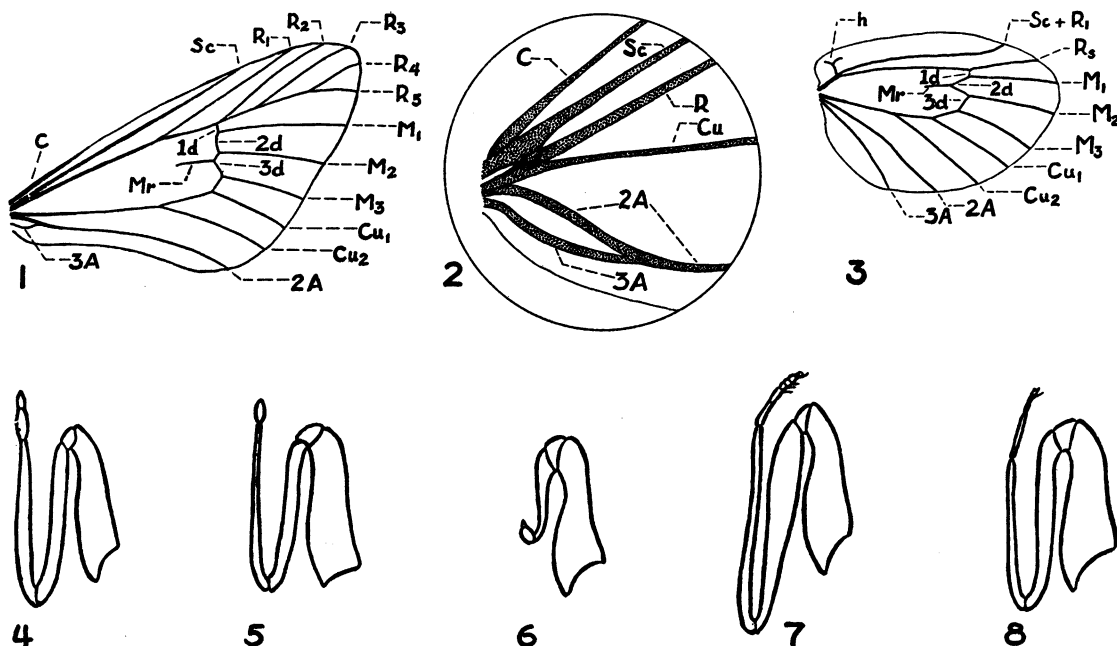 Sc
R₁
R₂
R₃
R₄
R₅
M₁
M₂
M₃
Cu₁
Cu₂
2A
3A
C
1d
2d
3d
Mr
1
C
Sc
R
Cu
2A
3A
2
h
Sc + R₁
Rs
M₁
M₂
M₃
Cu₁
Cu₂
2A
3A
1d
2d
Mr
3d
3
4
5
6
7
8